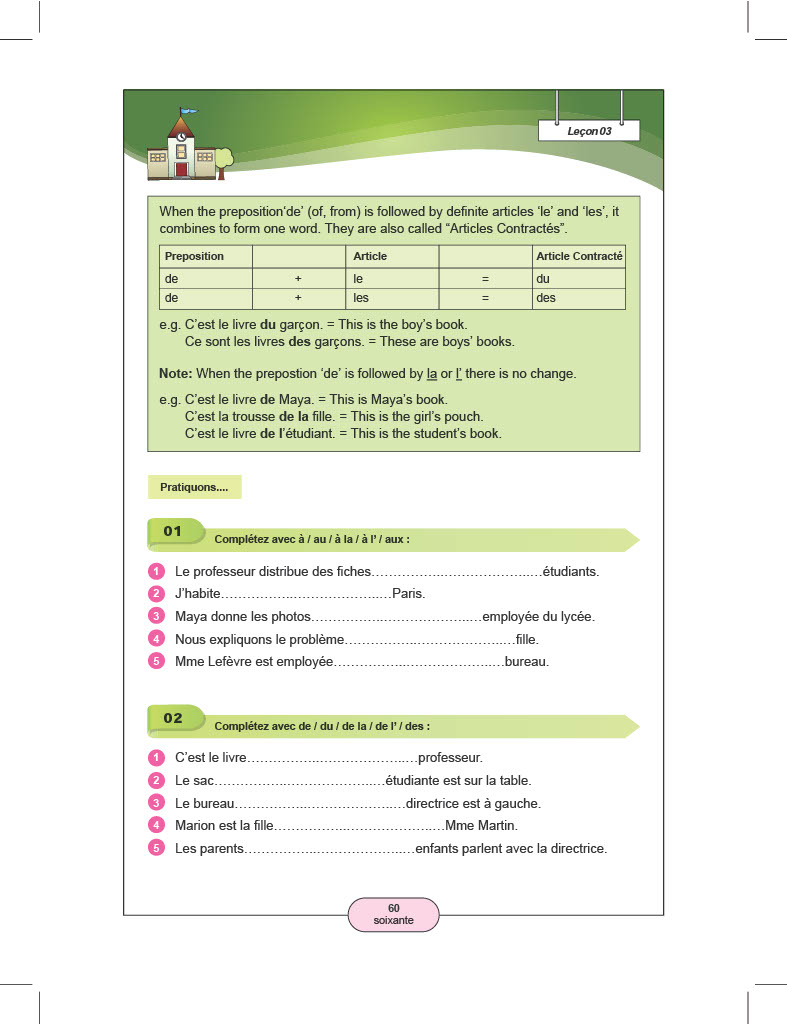 Leçon 03
When the preposition‘de’ (of, from) is followed by definite articles ‘le’ and ‘les’, it
combines to form one word. They are also called “Articles Contractés”.
Preposition Article Article Contracté
de + le = du
de + les = des
e.g. C’est le livre du garçon. = This is the boy’s book.
Ce sont les livres des garçons. = These are boys’ books.
Note: When the prepostion ‘de’ is followed by la or l’ there is no change.
e.g. C’est le livre de Maya. = This is Maya’s book.
C’est la trousse de la fille. = This is the girl’s pouch.
C’est le livre de l’étudiant. = This is the student’s book.
Pratiquons....
01 Complétez avec à / au / à la / à l’ / aux :
1 Le professeur distribue des fiches……………..………………..…étudiants.
2 J’habite……………..………………..…Paris.
3 Maya donne les photos……………..………………..…employée du lycée.
4 Nous expliquons le problème……………..………………..…fille.
5 Mme Lefèvre est employée……………..………………..…bureau.
02 Complétez avec de / du / de la / de l’ / des :
1 C’est le livre……………..………………..…professeur.
2 Le sac……………..………………..…étudiante est sur la table.
3 Le bureau……………..………………..…directrice est à gauche.
4 Marion est la fille……………..………………..…Mme Martin.
5 Les parents……………..………………..…enfants parlent avec la directrice.
60
soixante